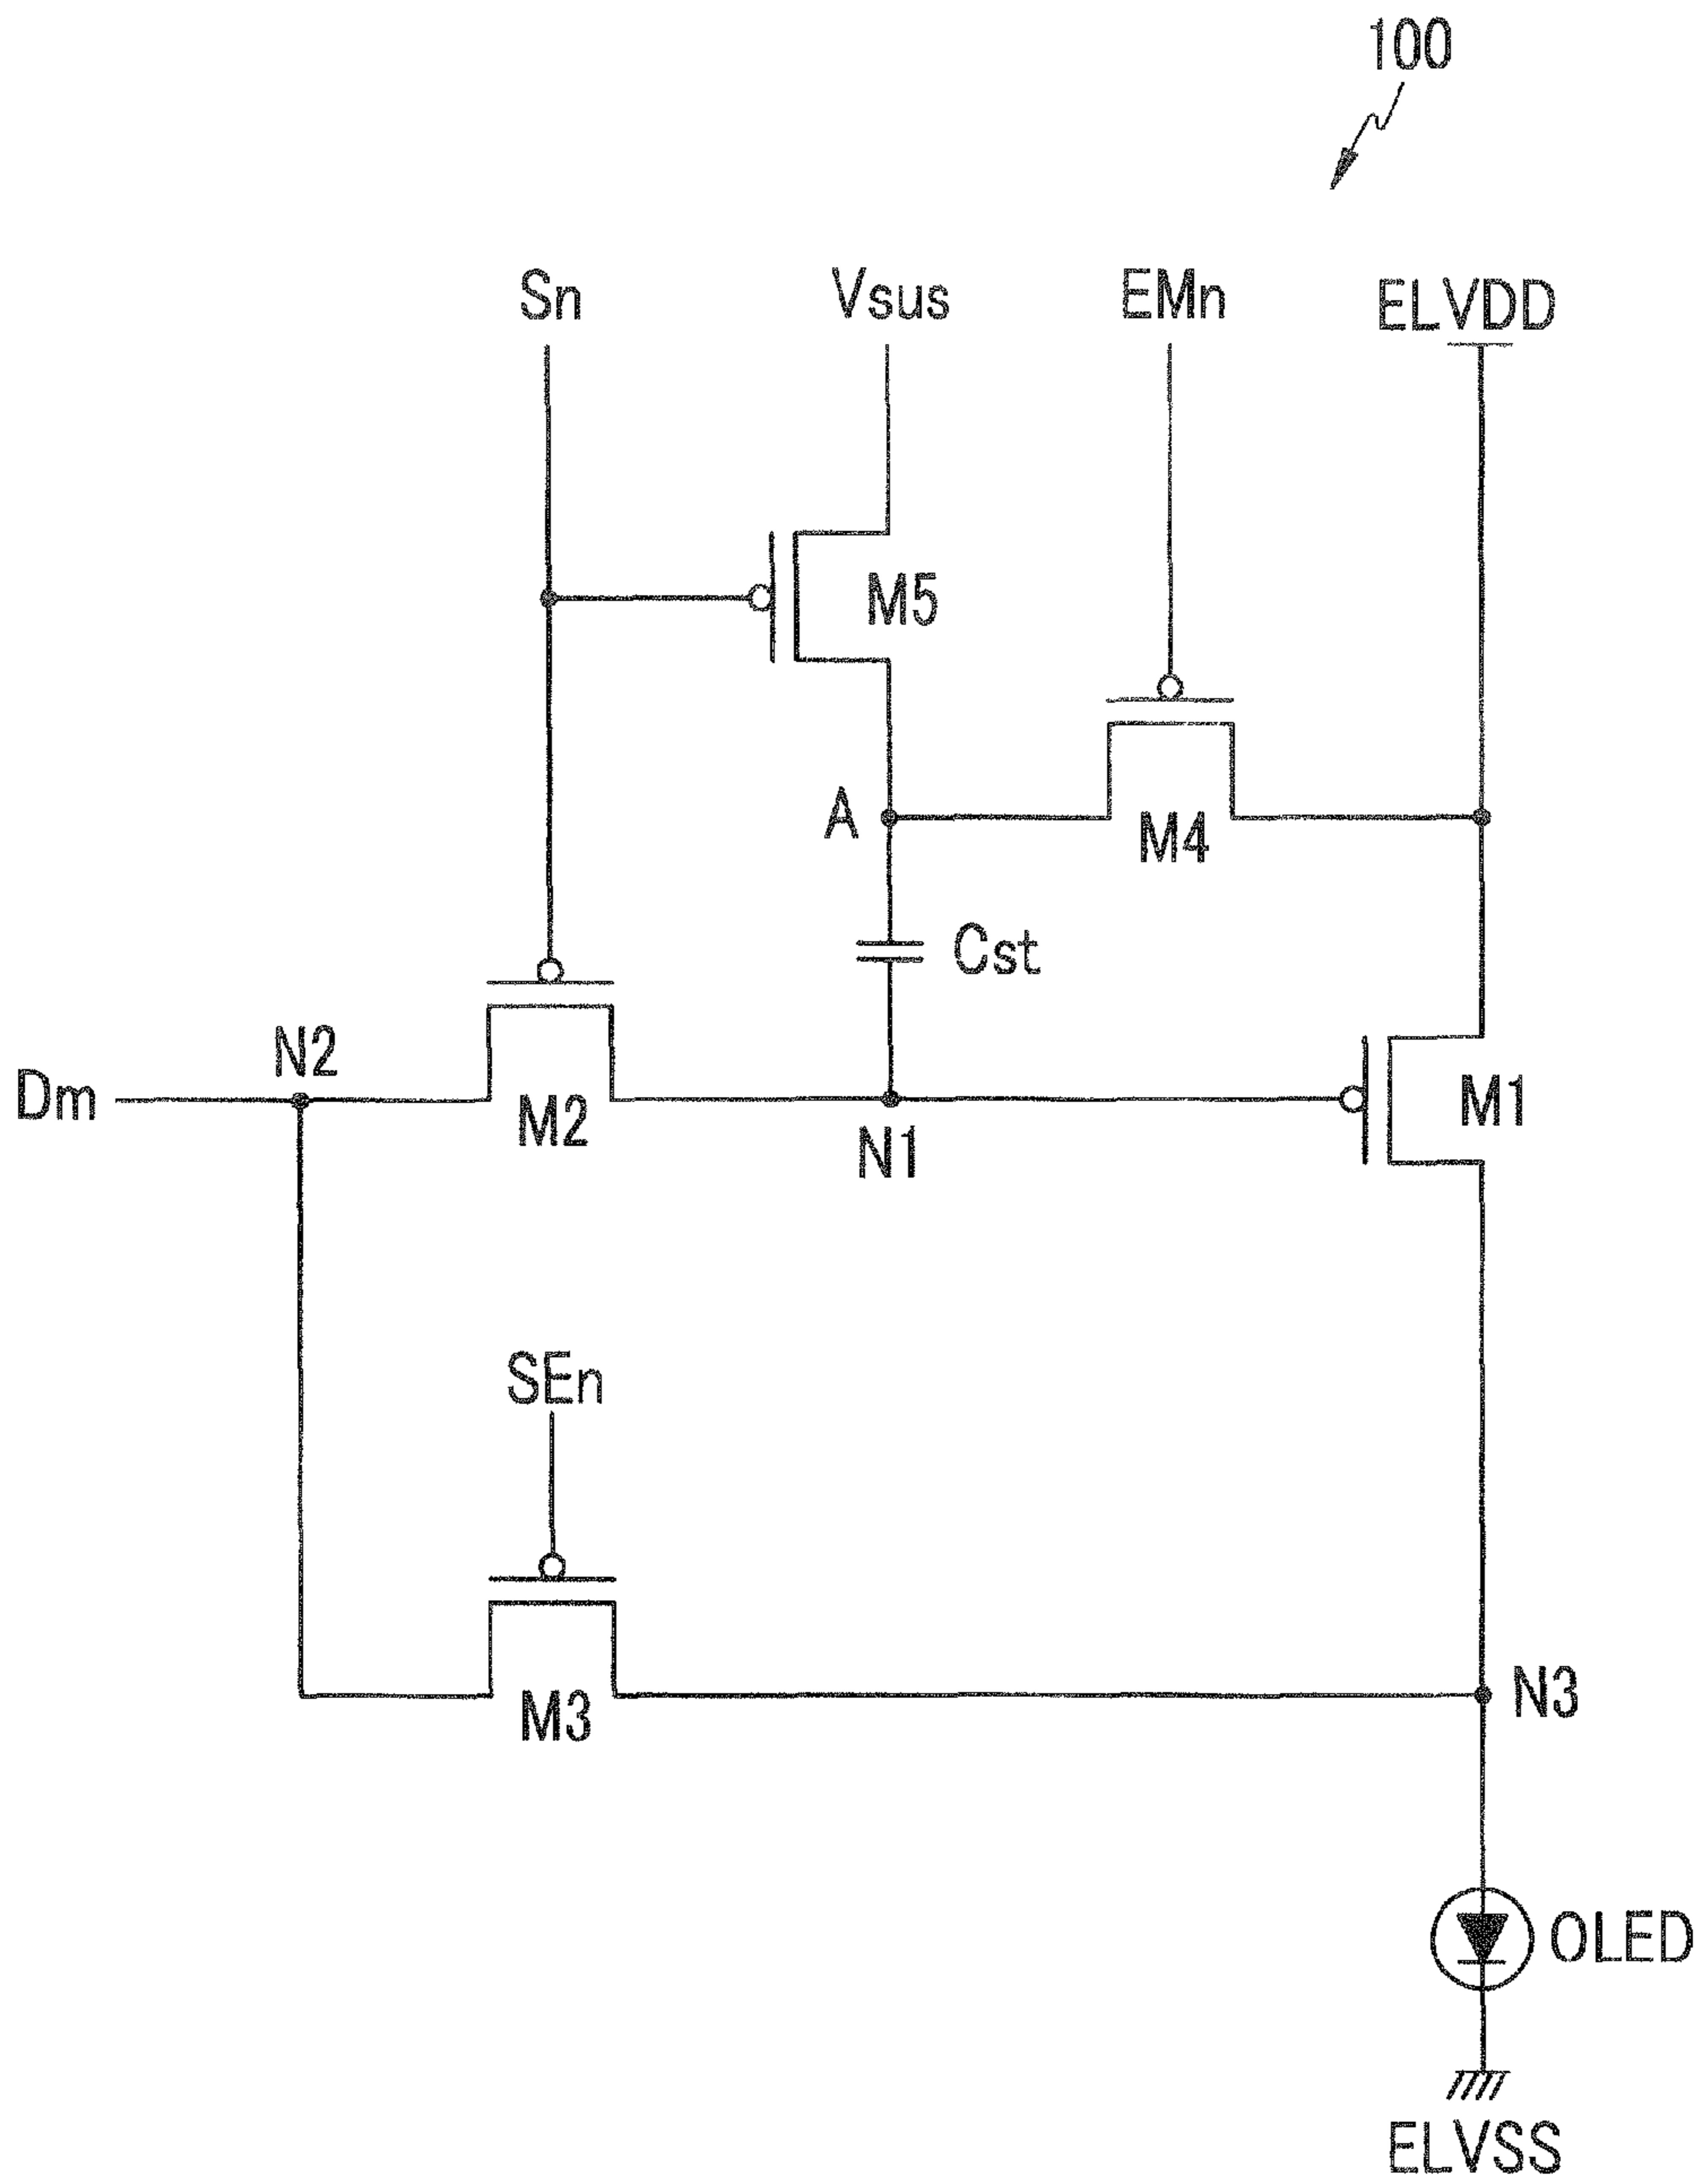 100
Sn
Vsus
EMn
ELVDD
M5
A
M4
Cst
N2
Dm
M2
N1
M1
SEn
M3
N3
OLED
ELVSS